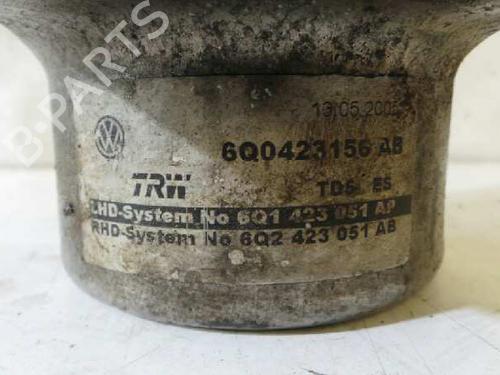 B-PARTS
13.05.2005
6Q0423156 AB
TRW
TDS ES
LHD-System No 6Q1 423 051 AP
RHD-System No 6Q2 423 051 AB